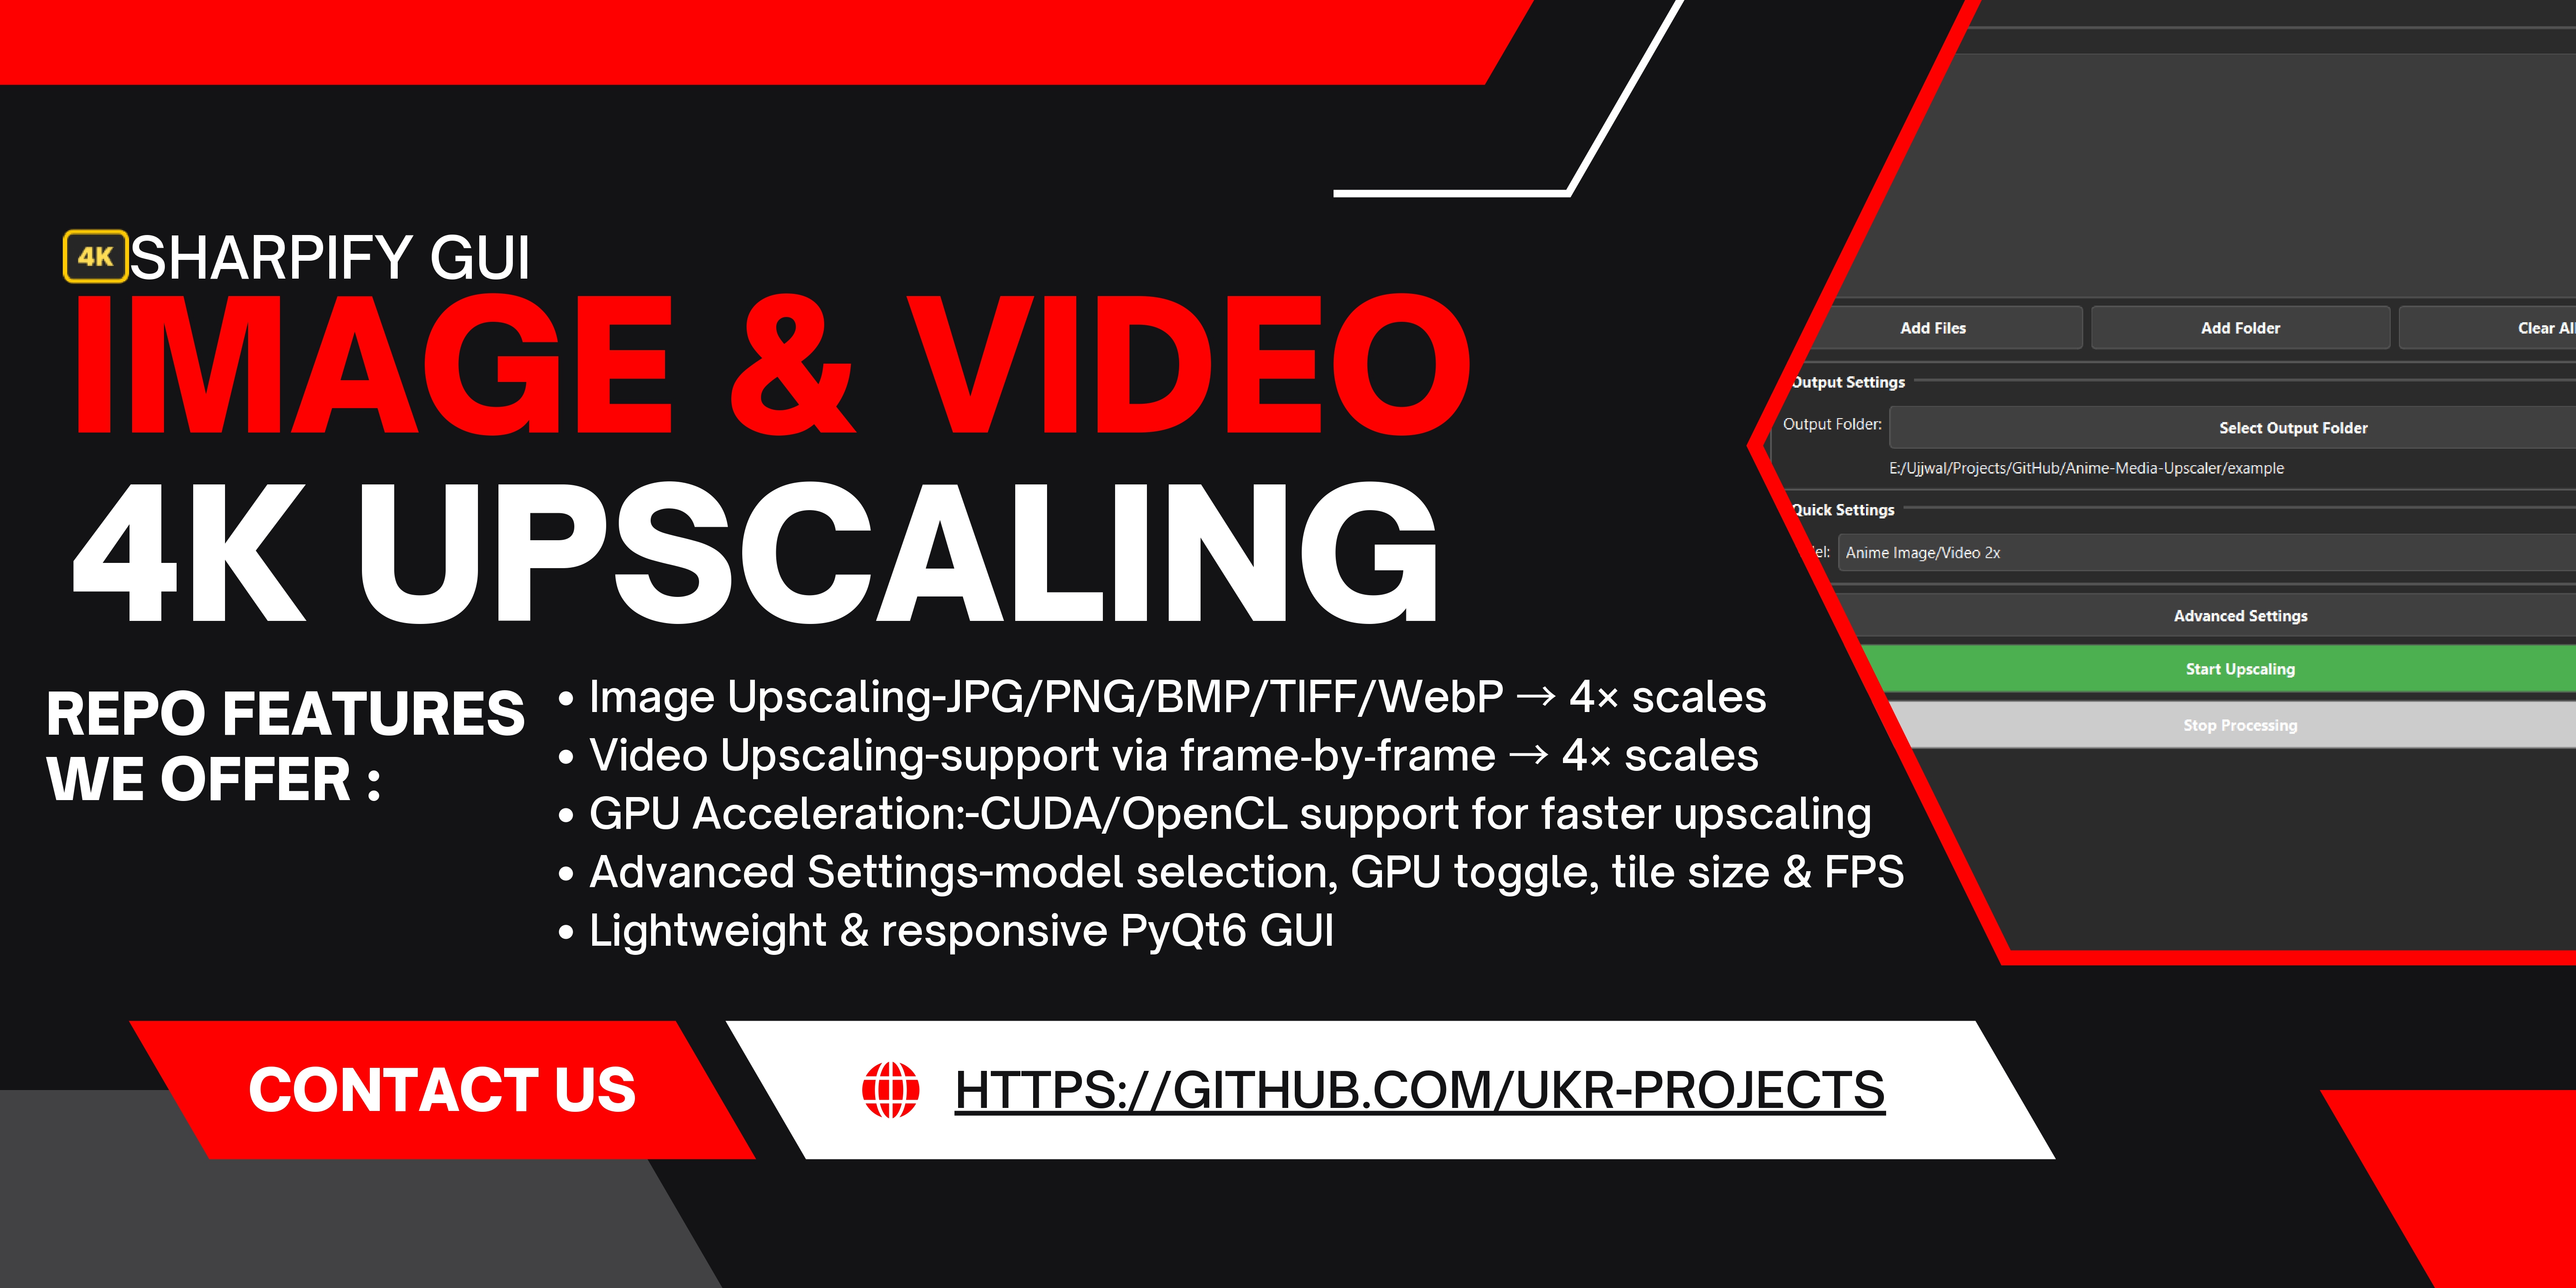 4K SHARPIFY GUI
IMAGE & VIDEO
4K UPSCALING
REPO FEATURES
WE OFFER :
• Image Upscaling-JPG/PNG/BMP/TIFF/WebP → 4× scales
• Video Upscaling-support via frame-by-frame → 4× scales
• GPU Acceleration:-CUDA/OpenCL support for faster upscaling
• Advanced Settings-model selection, GPU toggle, tile size & FPS
• Lightweight & responsive PyQt6 GUI
CONTACT US
HTTPS://GITHUB.COM/UKR-PROJECTS
Add Files Add Folder Clear All
Output Settings
Output Folder: Select Output Folder
E:/Ujjwal/Projects/GitHub/Anime-Media-Upscaler/example
Quick Settings
Anime Image/Video 2x
Advanced Settings
Start Upscaling
Stop Processing